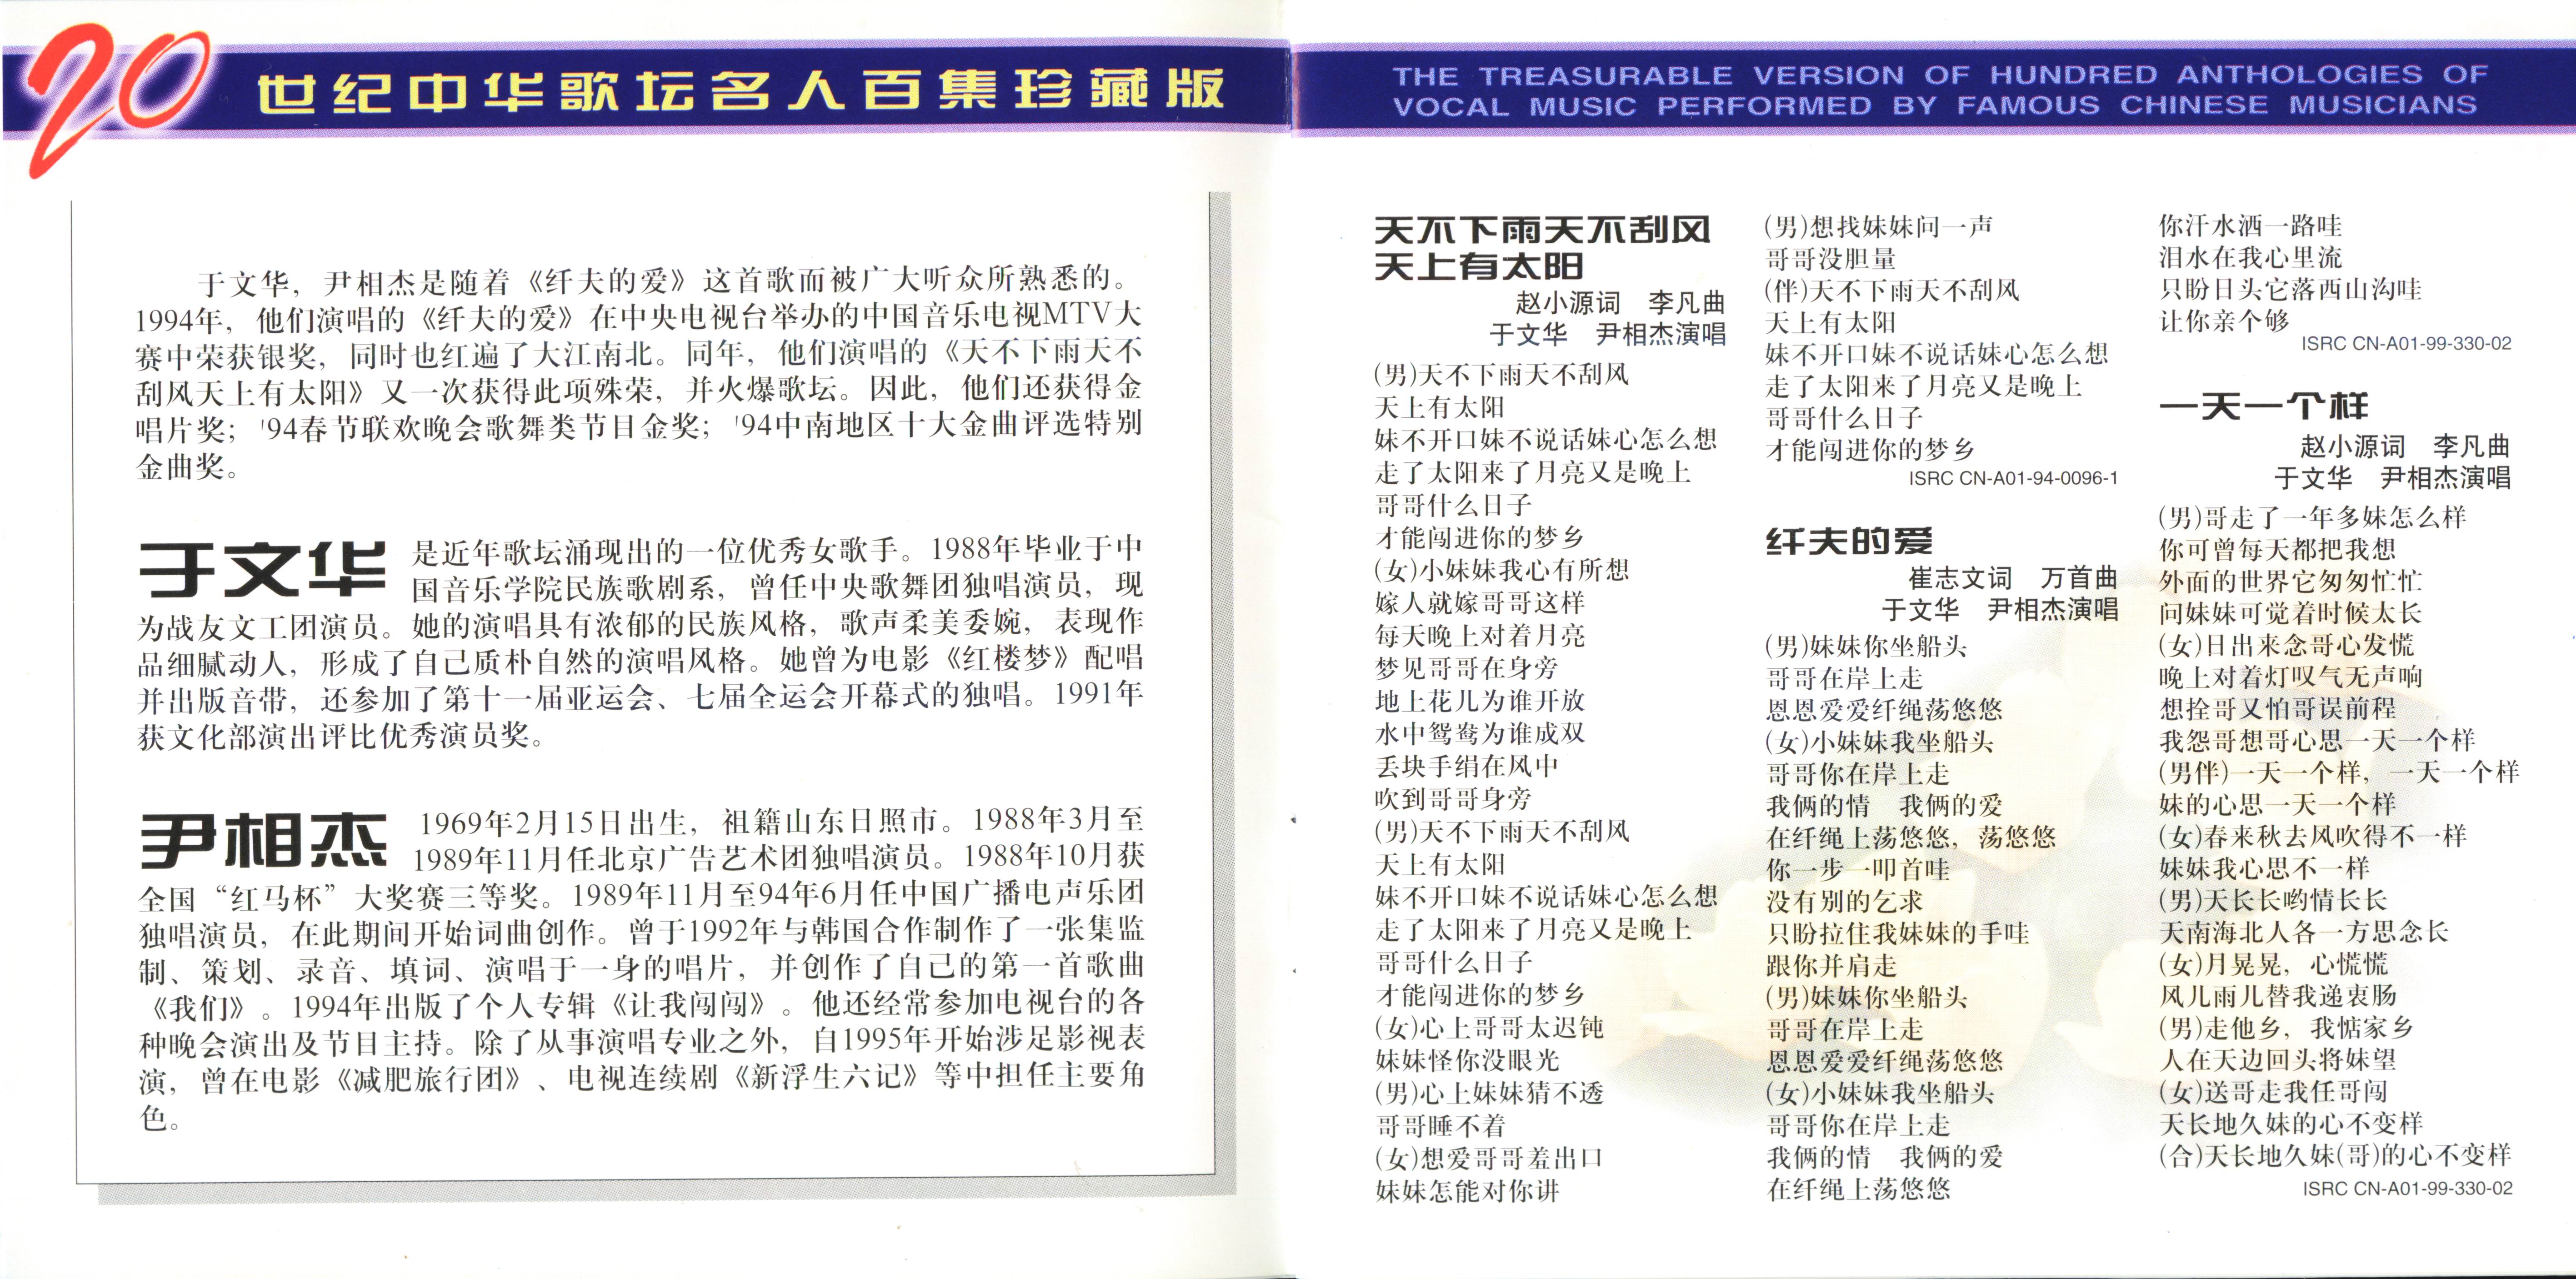 20世纪中华歌坛名人百集珍藏版
于文华，尹相杰是随着《纤夫的爱》这首歌而被广大听众所熟悉的。
1994年，他们演唱的《纤夫的爱》在中央电视台举办的中国音乐电视MTV大
赛中荣获银奖，同时也红遍了大江南北。同年，他们演唱的《天不下雨天不
刮风天上有太阳》又一次获得此项殊荣，并火爆歌坛。因此，他们还获得金
唱片奖；'94春节联欢晚会歌舞类节目金奖；'94中南地区十大金曲评选特别
金曲奖。
于文华 是近年歌坛涌现出的一位优秀女歌手。1988年毕业于中
国音乐学院民族歌剧系，曾任中央歌舞团独唱演员，现
为战友文工团演员。她的演唱具有浓郁的民族风格，歌声柔美委婉，表现作
品细腻动人，形成了自己质朴自然的演唱风格。她曾为电影《红楼梦》配唱
并出版音带，还参加了第十一届亚运会、七届全运会开幕式的独唱。1991年
获文化部演出评比优秀演员奖。
尹相杰 1969年2月15日出生，祖籍山东日照市。1988年3月至
1989年11月任北京广告艺术团独唱演员。1988年10月获
全国“红马杯”大奖赛三等奖。1989年11月至94年6月任中国广播电声乐团
独唱演员，在此期间开始词曲创作。曾于1992年与韩国合作制作了一张集监
制、策划、录音、填词、演唱于一身的唱片，并创作了自己的第一首歌曲
《我们》。1994年出版了个人专辑《让我闯闯》。他还经常参加电视台的各
种晚会演出及节目主持。除了从事演唱专业之外，自1995年开始涉足影视表
演，曾在电影《减肥旅行团》、电视连续剧《新浮生六记》等中担任主要角
色。
THE TREASURABLE VERSION OF HUNDRED ANTHOLOGIES OF
VOCAL MUSIC PERFORMED BY FAMOUS CHINESE MUSICIANS
天不下雨天不刮风
天上有太阳
赵小源词　李凡曲
于文华　尹相杰演唱
(男)天不下雨天不刮风
天上有太阳
妹不开口妹不说话妹心怎么想
走了太阳来了月亮又是晚上
哥哥什么日子
才能闯进你的梦乡
(女)小妹妹我心有所想
嫁人就嫁哥哥这样
每天晚上对着月亮
梦见哥哥在身旁
地上花儿为谁开放
水中鸳鸯为谁成双
丢块手绢在风中
吹到哥哥身旁
(男)天不下雨天不刮风
天上有太阳
妹不开口妹不说话妹心怎么想
走了太阳来了月亮又是晚上
哥哥什么日子
才能闯进你的梦乡
(女)心上哥哥太迟钝
妹妹怪你没眼光
(男)心上妹妹猜不透
哥哥睡不着
(女)想爱哥哥羞出口
妹妹怎能对你讲
(男)想找妹妹问一声
哥哥没胆量
(伴)天不下雨天不刮风
天上有太阳
妹不开口妹不说话妹心怎么想
走了太阳来了月亮又是晚上
哥哥什么日子
才能闯进你的梦乡
ISRC CN-A01-94-0096-1
纤夫的爱
崔志文词　万首曲
于文华　尹相杰演唱
(男)妹妹你坐船头
哥哥在岸上走
恩恩爱爱纤绳荡悠悠
(女)小妹妹我坐船头
哥哥你在岸上走
我俩的情　我俩的爱
在纤绳上荡悠悠，荡悠悠
你一步一叩首哇
没有别的乞求
只盼拉住我妹妹的手哇
跟你并肩走
(男)妹妹你坐船头
哥哥在岸上走
恩恩爱爱纤绳荡悠悠
(女)小妹妹我坐船头
哥哥你在岸上走
我俩的情　我俩的爱
在纤绳上荡悠悠
你汗水洒一路哇
泪水在我心里流
只盼日头它落西山沟哇
让你亲个够
ISRC CN-A01-99-330-02
一天一个样
赵小源词　李凡曲
于文华　尹相杰演唱
(男)哥走了一年多妹怎么样
你可曾每天都把我想
外面的世界它匆匆忙忙
问妹妹可觉着时候太长
(女)日出来念哥心发慌
晚上对着灯叹气无声响
想拴哥又怕哥误前程
我怨哥想哥心思一天一个样
(男伴)一天一个样，一天一个样
妹的心思一天一个样
(女)春来秋去风吹得不一样
妹妹我心思不一样
(男)天长长哟情长长
天南海北人各一方思念长
(女)月晃晃，心慌慌
风儿雨儿替我递衷肠
(男)走他乡，我惦家乡
人在天边回头将妹望
(女)送哥走我任哥闯
天长地久妹的心不变样
(合)天长地久妹(哥)的心不变样
ISRC CN-A01-99-330-02